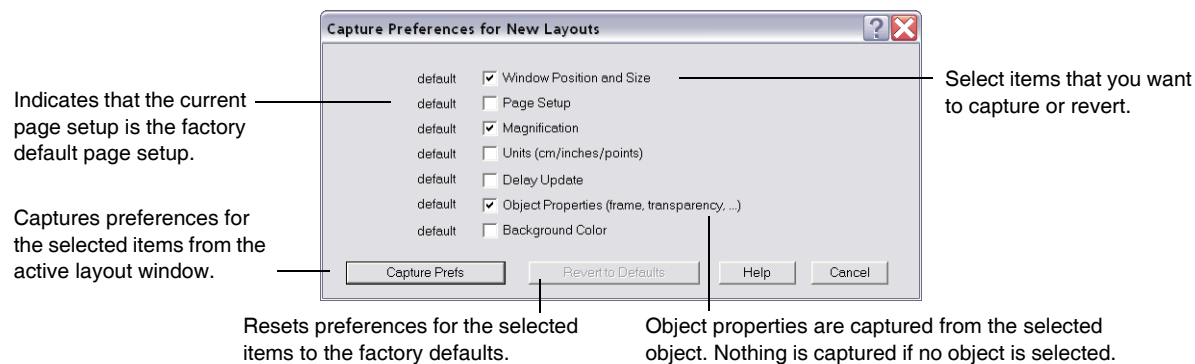 Capture Preferences for New Layouts
default Window Position and Size
default Page Setup
default Magnification
default Units (cm/inches/points)
default Delay Update
default Object Properties (frame, transparency, ...)
default Background Color
Capture Prefs Revert to Defaults Help Cancel
Select items that you want
to capture or revert.
Indicates that the current
page setup is the factory
default page setup.
Captures preferences for
the selected items from the
active layout window.
Resets preferences for the selected
items to the factory defaults.
Object properties are captured from the selected
object. Nothing is captured if no object is selected.